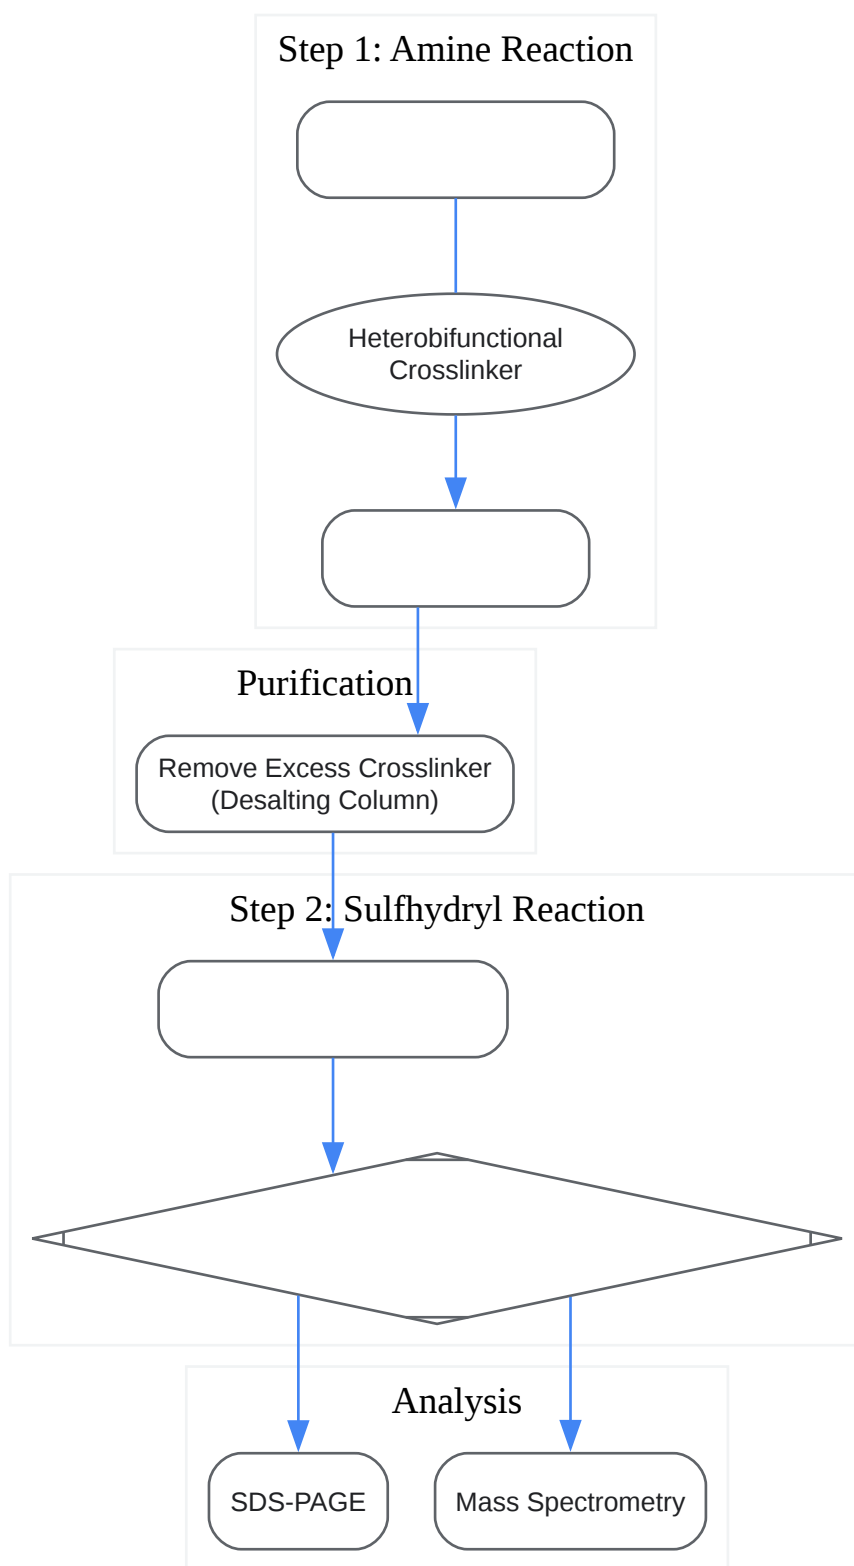 Step 1: Amine Reaction
Heterobifunctional
Crosslinker
Purification
Remove Excess Crosslinker
(Desalting Column)
Step 2: Sulfhydryl Reaction
Analysis
SDS-PAGE
Mass Spectrometry